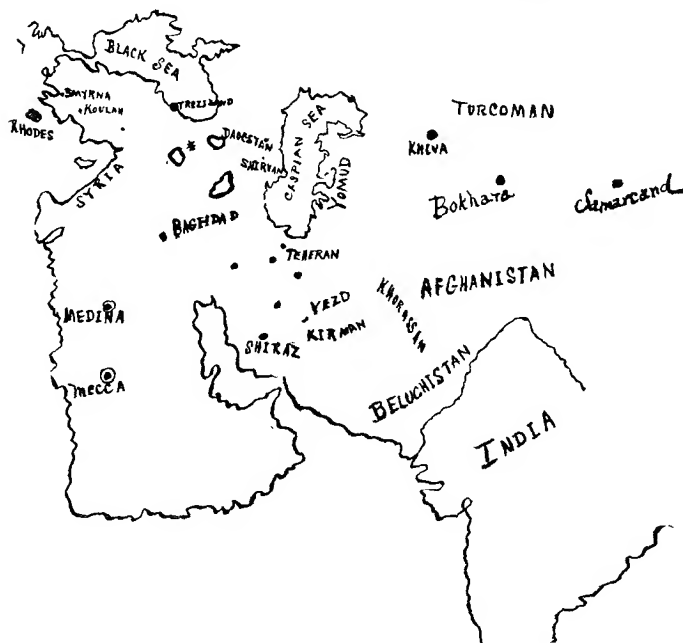 BLACK SEA
SMYRNA
KOULAH
TREBIZOND
RHODES
DAGESTAN
SHIRVAN
CASPIAN SEA
YOMUD
TURCOMAN
KHIVA
Bokhara
Samarcand
SYRIA
BAGHDAD
TEHERAN
MEDINA
YEZD
KIRMAN
KHORASSAN
AFGHANISTAN
SHIRAZ
MECCA
BELUCHISTAN
INDIA